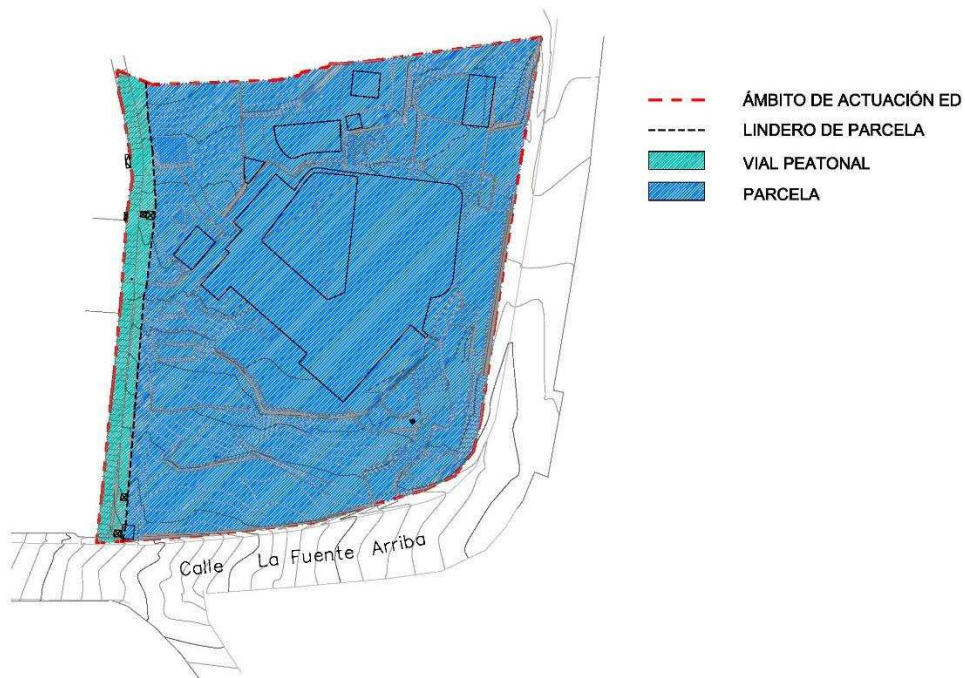 ÁMBITO DE ACTUACIÓN ED
LINDERO DE PARCELA
VIAL PEATONAL
PARCELA
Calle La Fuente Arriba